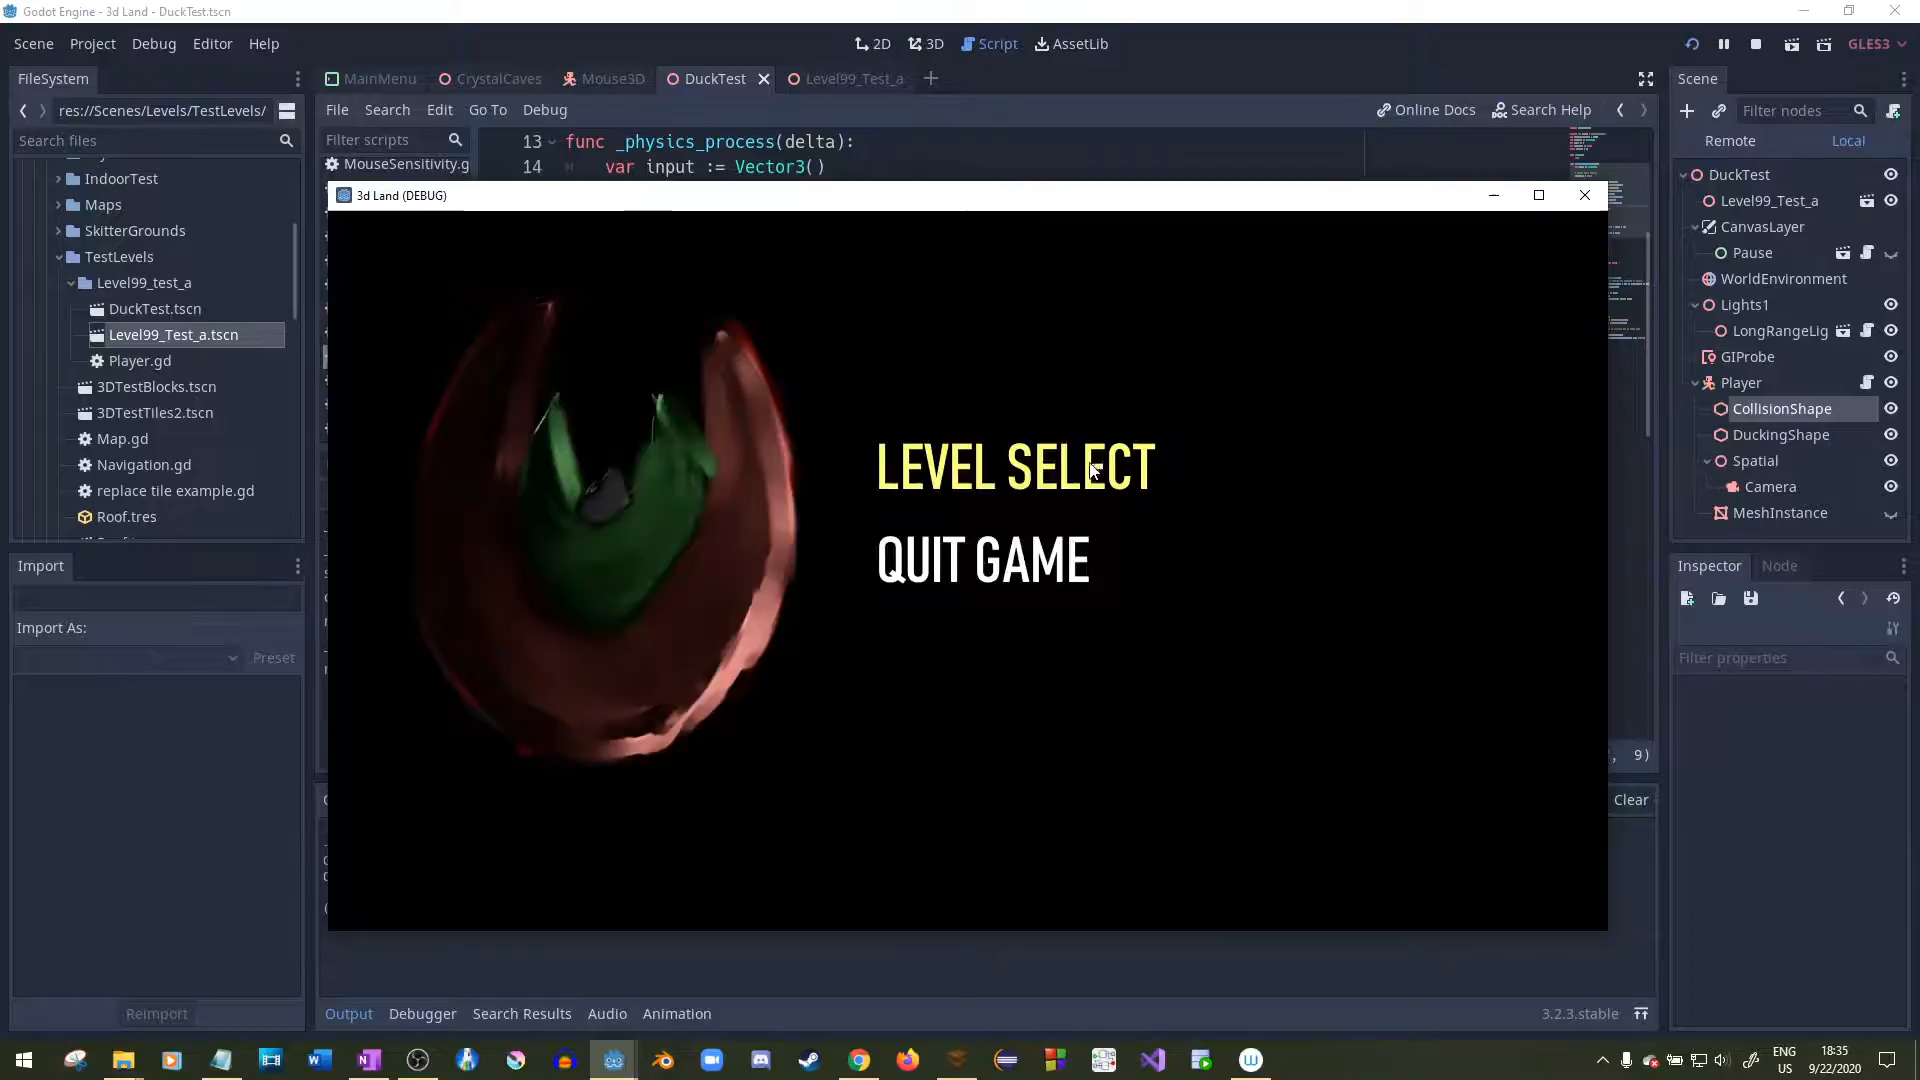 Godot Engine - 3d Land - DuckTest.tscn
Scene Project Debug Editor Help
2D 3D Script AssetLib
GLES3
FileSystem
MainMenu CrystalCaves Mouse3D DuckTest Level99_Test_a
Scene
res://Scenes/Levels/TestLevels/
File Search Edit Go To Debug
Online Docs Search Help
Filter nodes
Search files
Filter scripts
13 func _physics_process(delta):
Remote Local
MouseSensitivity.g
14 var input := Vector3()
IndoorTest
Maps
SkitterGrounds
TestLevels
Level99_test_a
DuckTest.tscn
Level99_Test_a.tscn
Player.gd
3DTestBlocks.tscn
3DTestTIles2.tscn
Map.gd
Navigation.gd
replace tile example.gd
Roof.tres
3d Land (DEBUG)
LEVEL SELECT
QUIT GAME
DuckTest
Level99_Test_a
CanvasLayer
Pause
WorldEnvironment
Lights1
LongRangeLig
GIProbe
Player
CollisionShape
DuckingShape
Spatial
Camera
MeshInstance
Import
Import As:
Preset
Reimport
Inspector Node
Filter properties
, 9)
Clear
Output Debugger Search Results Audio Animation
3.2.3.stable
ENG
US
18:35
9/22/2020